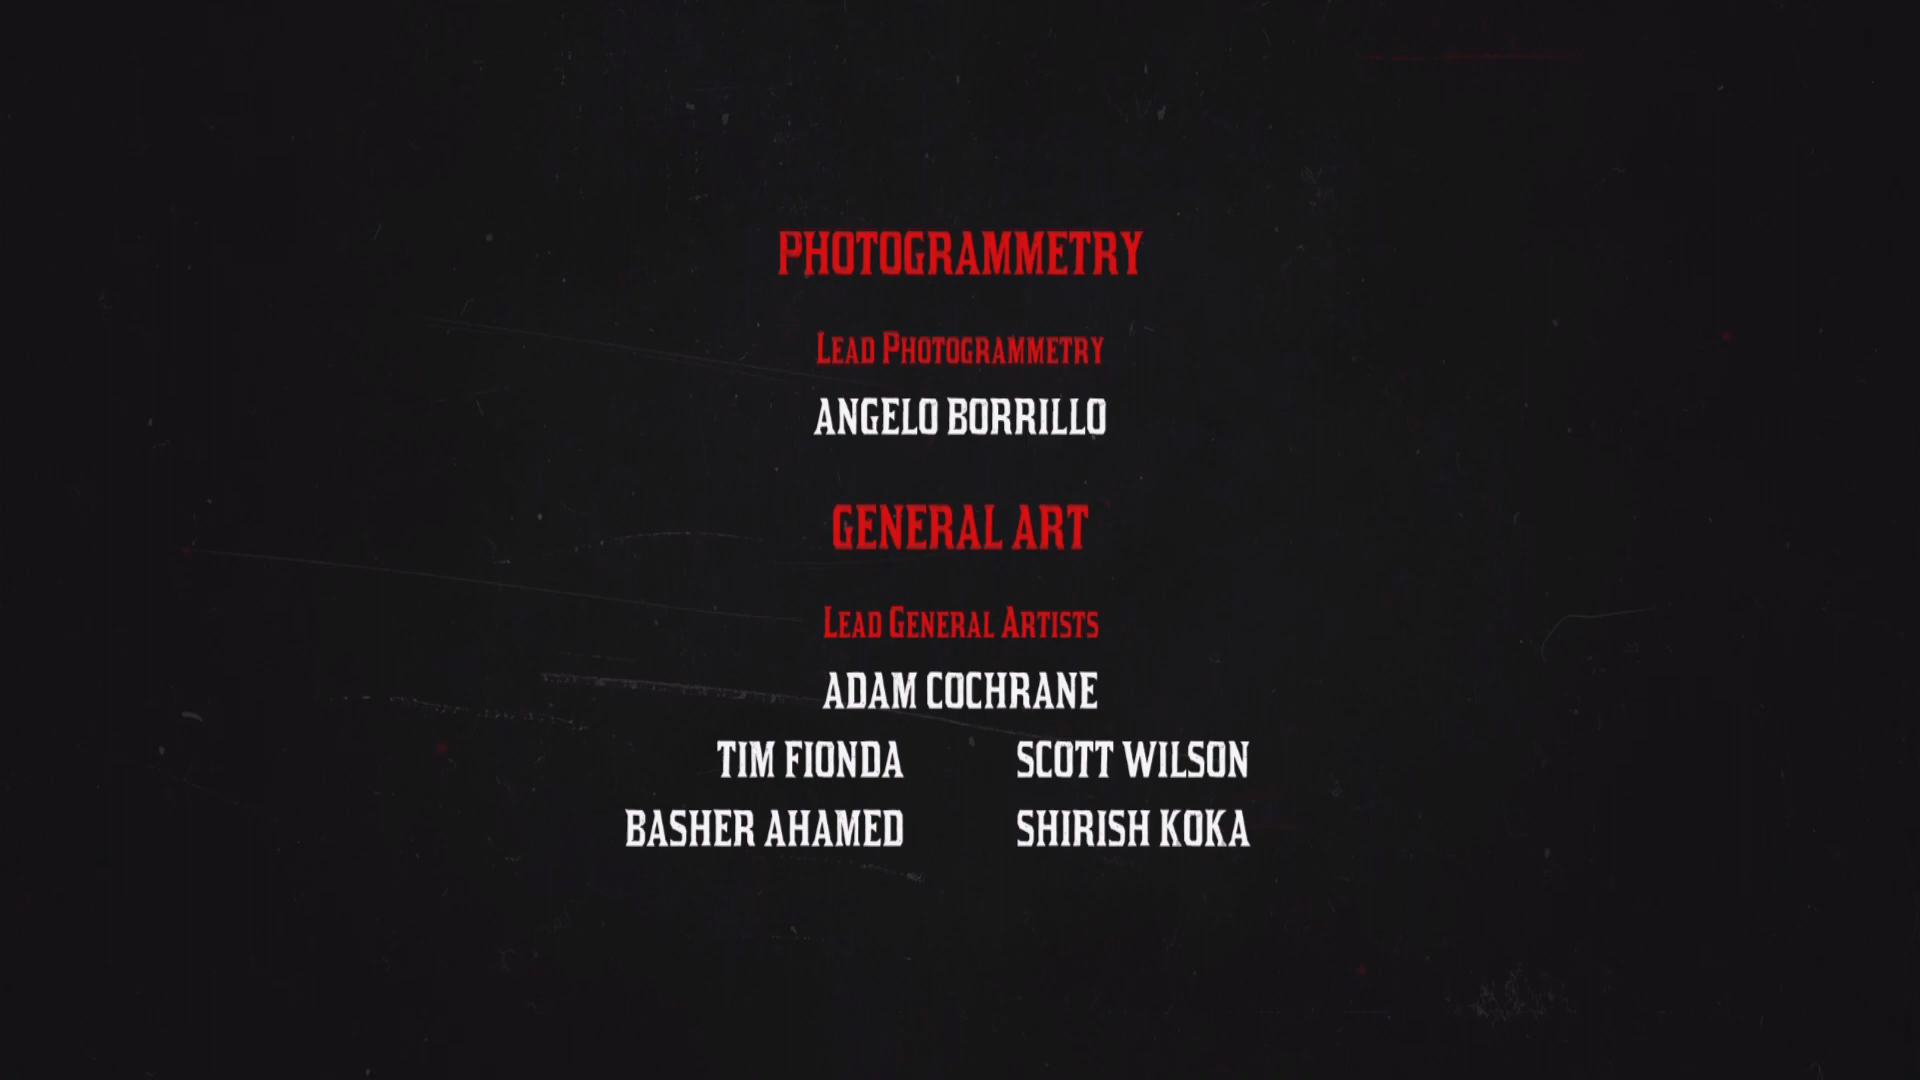 PHOTOGRAMMETRY
LEAD PHOTOGRAMMETRY
ANGELO BORRILLO
GENERAL ART
LEAD GENERAL ARTISTS
ADAM COCHRANE
TIM FIONDA SCOTT WILSON
BASHER AHAMED SHIRISH KOKA